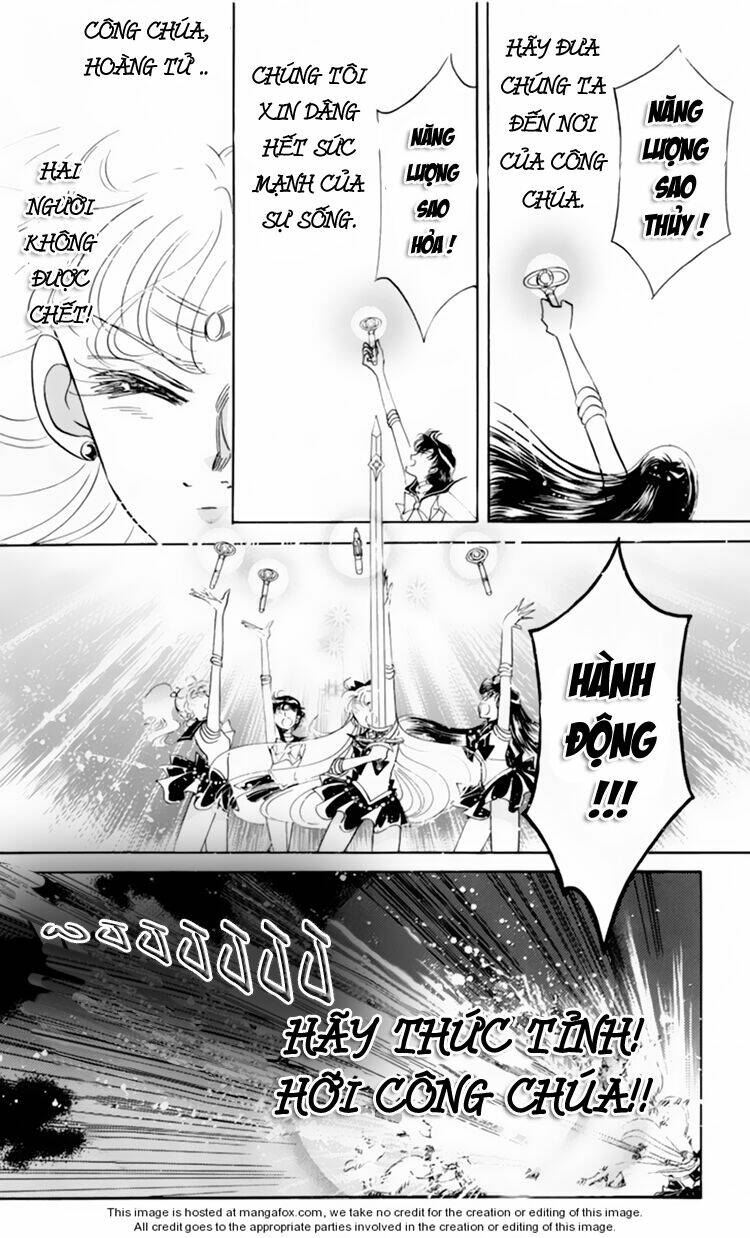 HÃY ĐƯA
CHÚNG TA
ĐẾN NƠI
CỦA CÔNG
CHÚA.
NĂNG
LƯỢNG
SAO
THỦY !
CHÚNG TÔI
XIN DÂNG
HẾT SỨC
MẠNH CỦA
SỰ SỐNG.
NĂNG
LƯỢNG
SAO
HỎA !
CÔNG CHÚA,
HOÀNG TỬ ..
HAI
NGƯỜI
KHÔNG
ĐƯỢC
CHẾT!
HÀNH
ĐỘNG
!!!
HÃY THỨC TỈNH!
HỠI CÔNG CHÚA!!
This image is hosted at mangafox.com, we take no credit for the creation or editing of this image.
All credit goes to the appropriate parties involved in the creation or editing of this image.